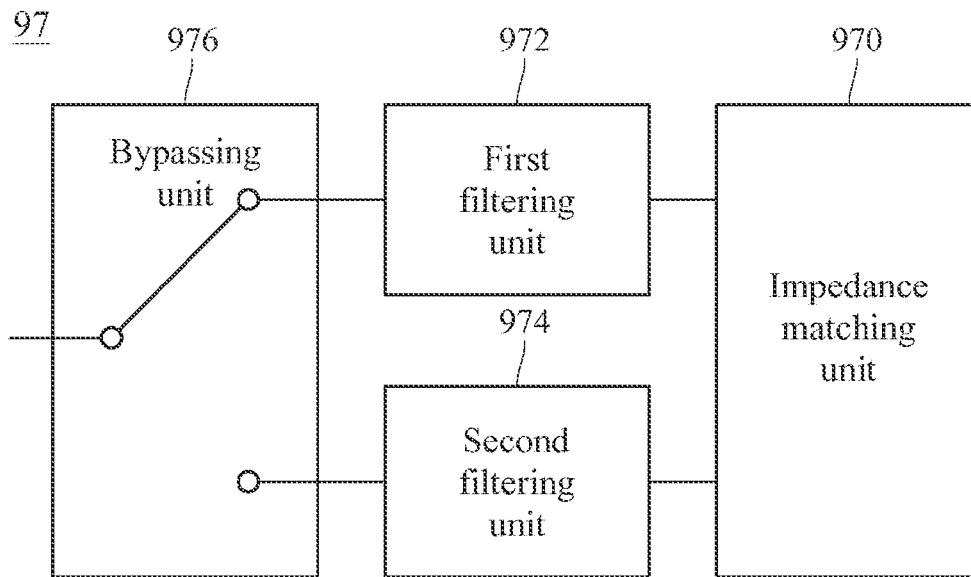 97
976
972
970
Bypassing
unit
First
filtering
unit
974
Impedance
matching
unit
Second
filtering
unit